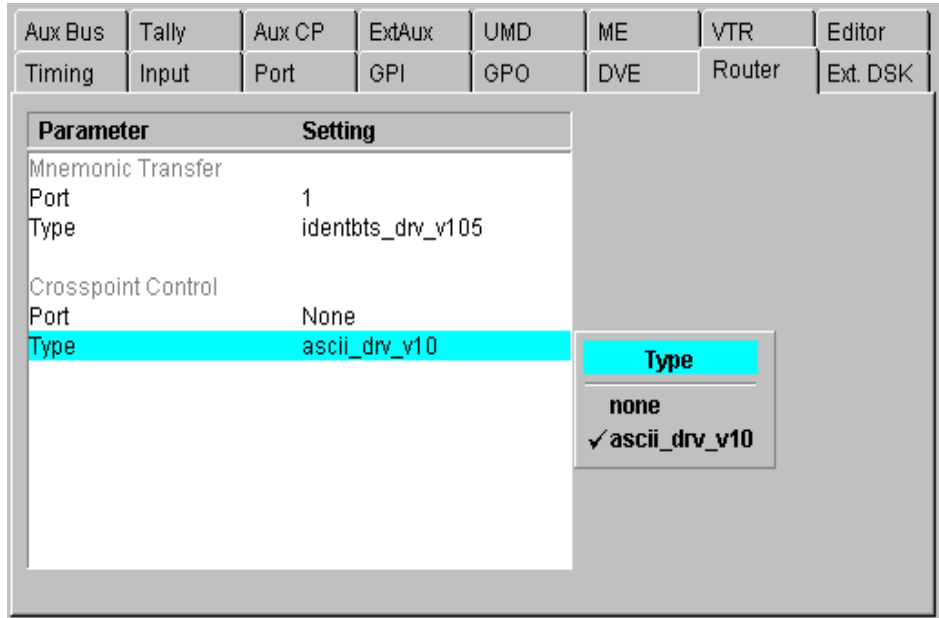 Aux Bus Tally Aux CP ExtAux UMD ME VTR Editor
Timing Input Port GPI GPO DVE Router Ext. DSK
Parameter Setting
Mnemonic Transfer
Port 1
Type identbts_drv_v105
Crosspoint Control
Port None
Type ascii_drv_v10
Type
none
✓ascii_drv_v10